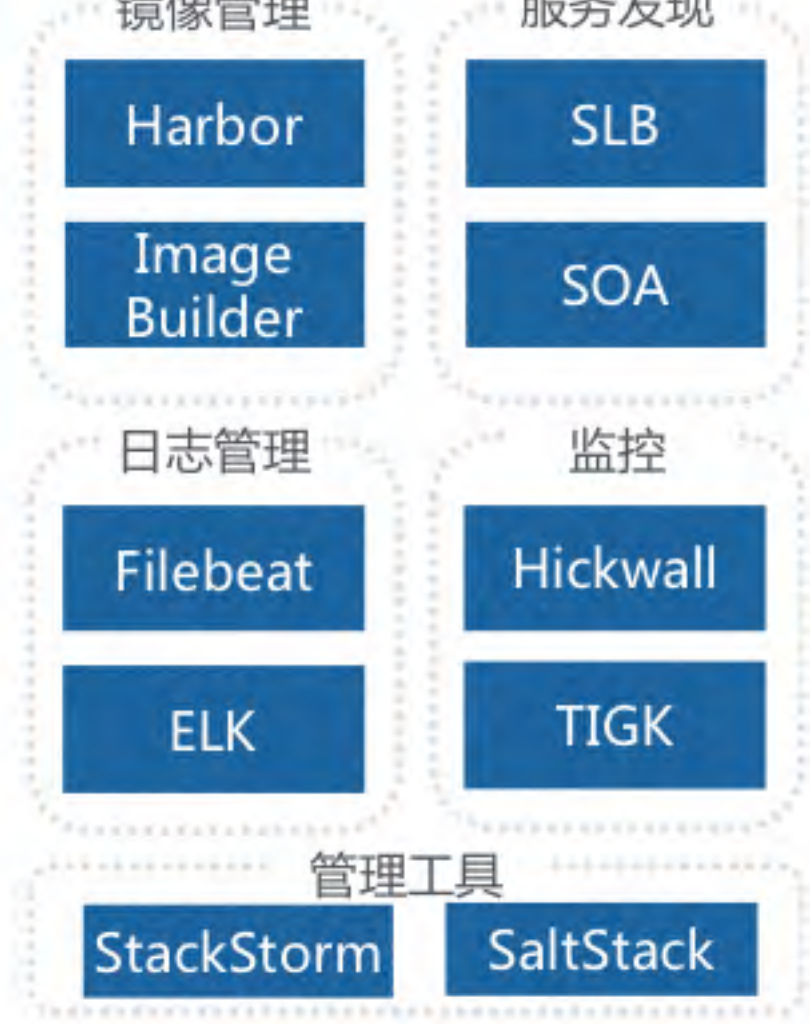 镜像管理
Harbor
Image
Builder
服务发现
SLB
SOA
日志管理
Filebeat
ELK
监控
Hickwall
TIGK
管理工具
StackStorm
SaltStack